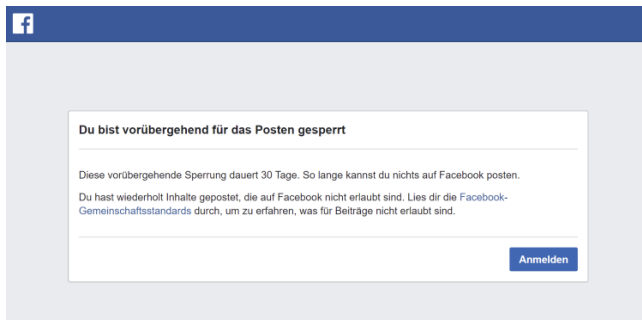 Du bist vorübergehend für das Posten gesperrt
Diese vorübergehende Sperrung dauert 30 Tage. So lange kannst du nichts auf Facebook posten.
Du hast wiederholt Inhalte gepostet, die auf Facebook nicht erlaubt sind. Lies dir die Facebook-
Gemeinschaftsstandards durch, um zu erfahren, was für Beiträge nicht erlaubt sind.
Anmelden